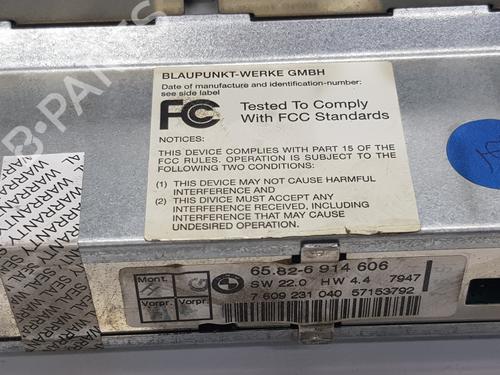 BLAUPUNKT-WERKE GMBH
Date of manufacture and identification-number:
see side label
FC Tested To Comply
With FCC Standards
NOTICES:
THIS DEVICE COMPLIES WITH PART 15 OF THE
FCC RULES. OPERATION IS SUBJECT TO THE
FOLLOWING TWO CONDITIONS:
(1) THIS DEVICE MAY NOT CAUSE HARMFUL
INTERFERENCE AND
(2) THIS DEVICE MUST ACCEPT ANY
INTERFERENCE RECEIVED, INCLUDING
INTERFERENCE THAT MAY CAUSE
UNDESIRED OPERATION.
Mont.
Vorpr. Vorpr.
65.82-6 914 606
SW 22.0 HW 4.4 7947
7 609 231 040 57153792
WARRANTY SEAL
B-PARTS